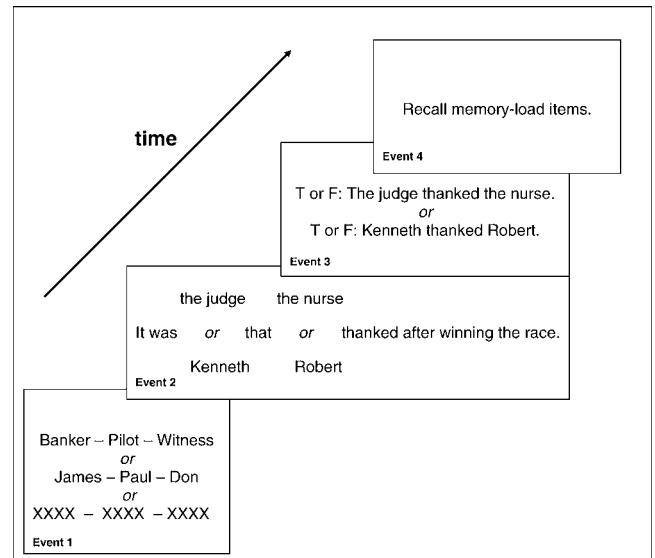 Recall memory-load items.
Event 4
time
T or F: The judge thanked the nurse.
or
T or F: Kenneth thanked Robert.
Event 3
the judge the nurse
It was or that or thanked after winning the race.
Kenneth Robert
Event 2
Banker – Pilot – Witness
or
James – Paul – Don
or
XXXX – XXXX – XXXX
Event 1